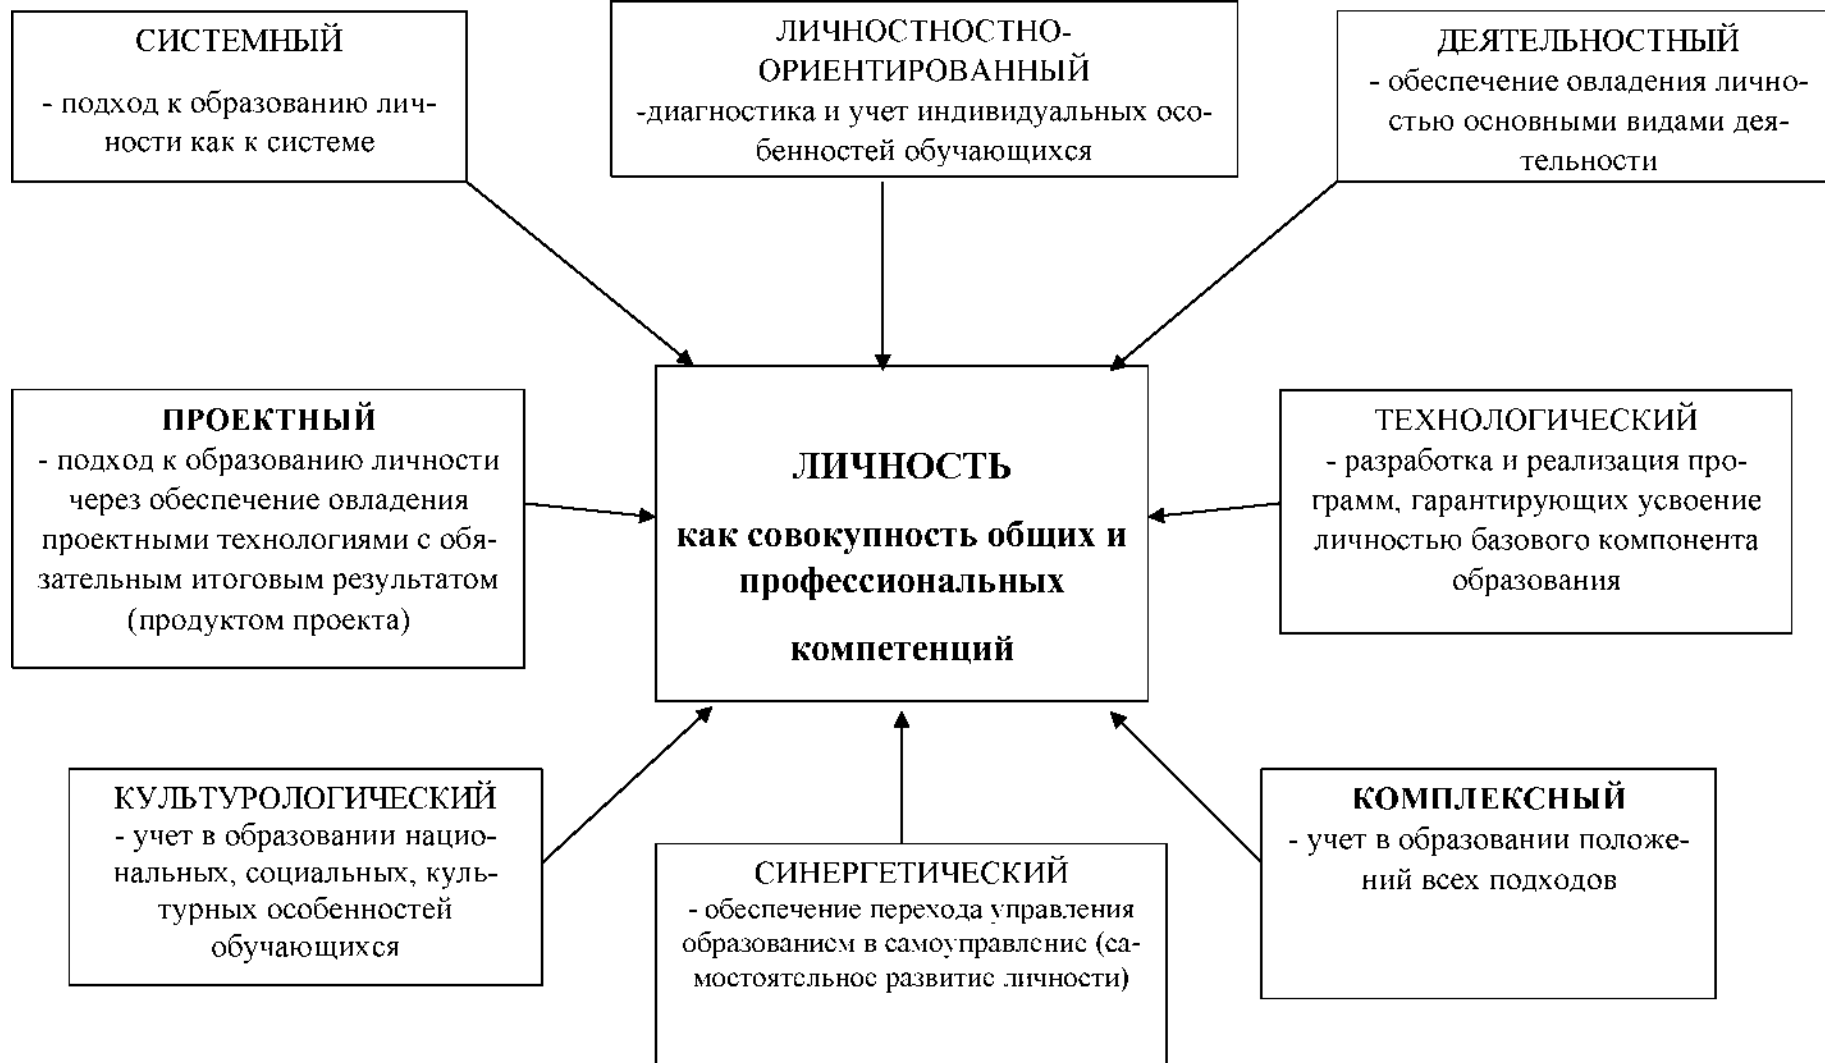 СИСТЕМНЫЙ
- подход к образованию лич-
ности как к системе
ЛИЧНОСТНОСТНО-
ОРИЕНТИРОВАННЫЙ
-диагностика и учет индивидуальных осо-
бенностей обучающихся
ДЕЯТЕЛЬНОСТНЫЙ
- обеспечение овладения лично-
стью основными видами дея-
тельности
ПРОЕКТНЫЙ
- подход к образованию личности
через обеспечение овладения
проектными технологиями с обя-
зательным итоговым результатом
(продуктом проекта)
ЛИЧНОСТЬ
как совокупность общих и
профессиональных
компетенций
ТЕХНОЛОГИЧЕСКИЙ
- разработка и реализация про-
грамм, гарантирующих усвоение
личностью базового компонента
образования
КУЛЬТУРОЛОГИЧЕСКИЙ
- учет в образовании нацио-
нальных, социальных, куль-
турных особенностей
обучающихся
СИНЕРГЕТИЧЕСКИЙ
- обеспечение перехода управления
образованием в самоуправление (са-
мостоятельное развитие личности)
КОМПЛЕКСНЫЙ
- учет в образовании положе-
ний всех подходов